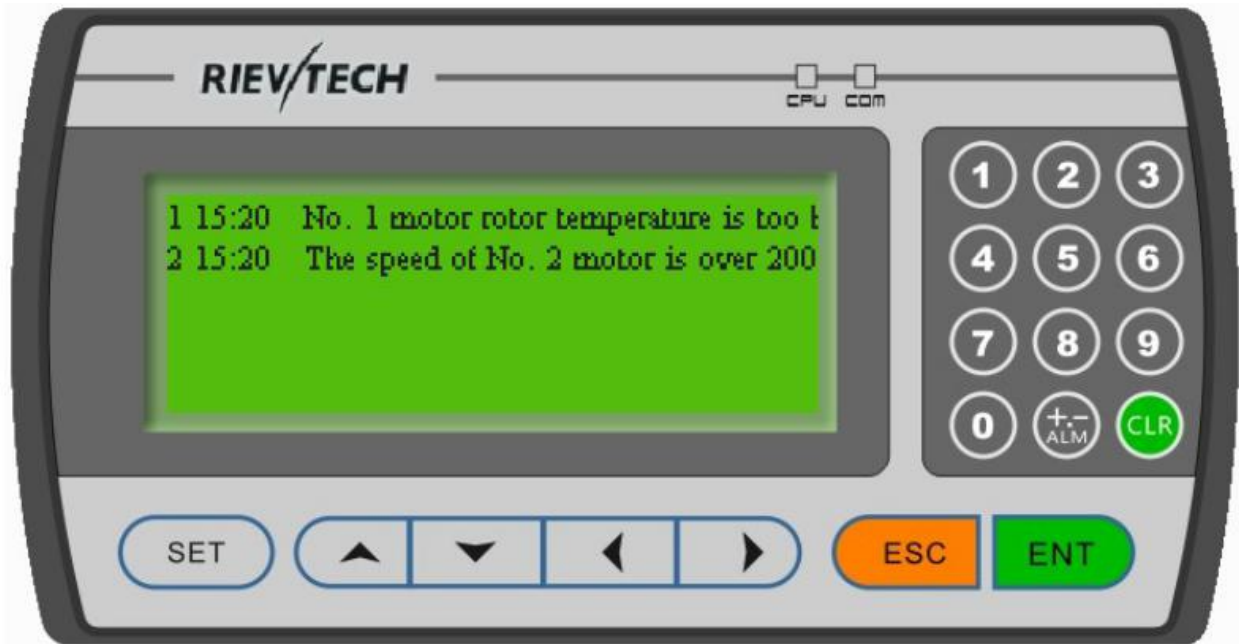 RIEVTECH
CPU COM
1 15:20 No. 1 motor rotor temperature is too
2 15:20 The speed of No. 2 motor is over 200
1 2 3
4 5 6
7 8 9
0 +.- ALM CLR
SET ESC ENT